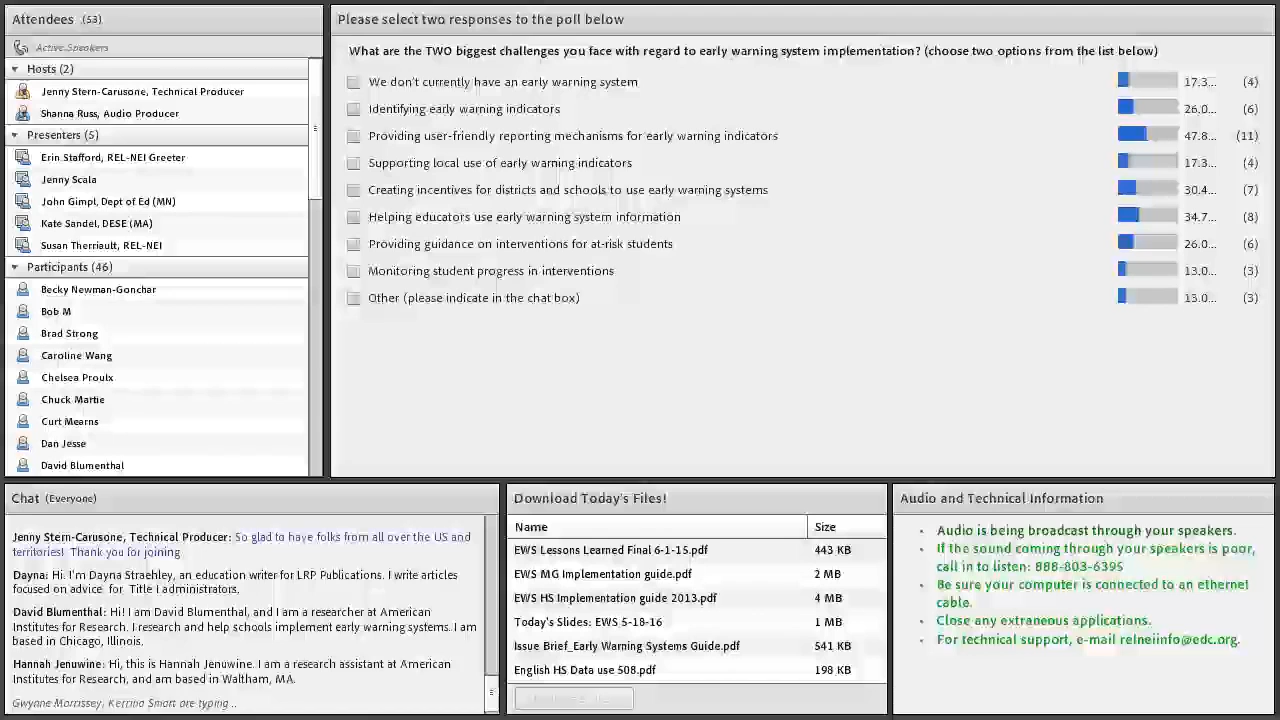 Attendees (53)
Active Speakers
Hosts (2)
Jenny Stern-Carusone, Technical Producer
Shanna Russ, Audio Producer
Presenters (5)
Erin Stafford, REL-NEI Greeter
Jenny Scala
John Gimpl, Dept of Ed (MN)
Kate Sandel, DESE (MA)
Susan Therriault, REL-NEI
Participants (46)
Becky Newman-Gonchar
Bob M
Brad Strong
Caroline Wang
Chelsea Proulx
Chuck Martie
Curt Mearns
Dan Jesse
David Blumenthal
Please select two responses to the poll below
What are the TWO biggest challenges you face with regard to early warning system implementation? (choose two options from the list below)
We don't currently have an early warning system 17.3... (4)
Identifying early warning indicators 26.0... (6)
Providing user-friendly reporting mechanisms for early warning indicators 47.8... (11)
Supporting local use of early warning indicators 17.3... (4)
Creating incentives for districts and schools to use early warning systems 30.4... (7)
Helping educators use early warning system information 34.7... (8)
Providing guidance on interventions for at-risk students 26.0... (6)
Monitoring student progress in interventions 13.0... (3)
Other (please indicate in the chat box) 13.0... (3)
Chat (Everyone)
Jenny Stern-Carusone, Technical Producer: So glad to have folks from all over the US and
territories! Thank you for joining
Dayna: Hi. I'm Dayna Straehley, an education writer for LRP Publications. I write articles
focused on advice for Title I administrators.
David Blumenthal: Hi! I am David Blumenthal, and I am a researcher at American
Institutes for Research. I research and help schools implement early warning systems. I am
based in Chicago, Illinois.
Hannah Jenuwine: Hi, this is Hannah Jenuwine. I am a research assistant at American
Institutes for Research, and am based in Waltham, MA.
Gwynne Morrissey, Kerrina Smart are typing...
Download Today's Files!
Name Size
EWS Lessons Learned Final 6-1-15.pdf 443 KB
EWS MG Implementation guide.pdf 2 MB
EWS HS Implementation guide 2013.pdf 4 MB
Today's Slides: EWS 5-18-16 1 MB
Issue Brief_Early Warning Systems Guide.pdf 541 KB
English HS Data use 508.pdf 198 KB
Audio and Technical Information
• Audio is being broadcast through your speakers.
• If the sound coming through your speakers is poor,
call in to listen: 888-803-6395
• Be sure your computer is connected to an ethernet
cable.
• Close any extraneous applications.
• For technical support, e-mail relneiinfo@edc.org.